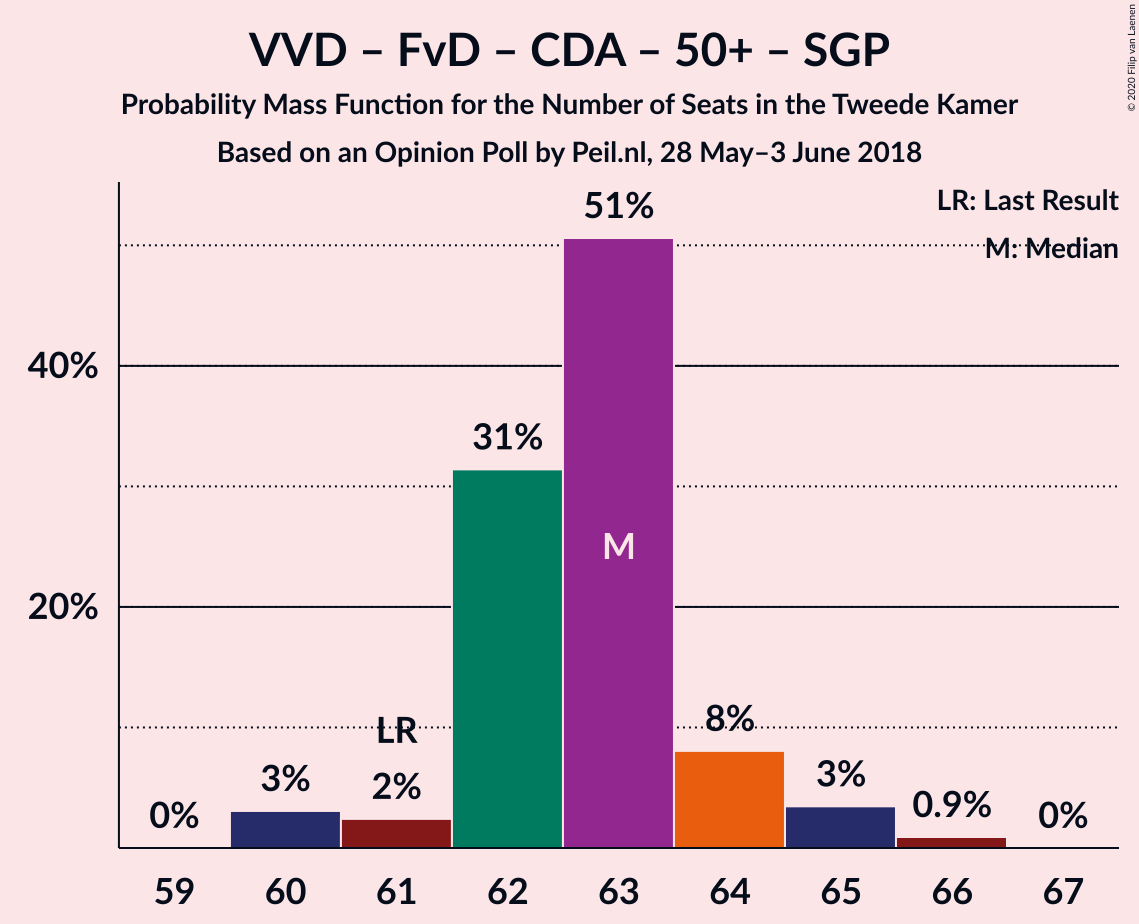 VVD – FvD – CDA – 50+ – SGP
Probability Mass Function for the Number of Seats in the Tweede Kamer
Based on an Opinion Poll by Peil.nl, 28 May–3 June 2018
© 2020 Filip van Laenen
LR: Last Result
M: Median
51%
40%
31%
M
20%
LR
8%
3%
2%
3%
0.9%
0%
0%
59 60 61 62 63 64 65 66 67